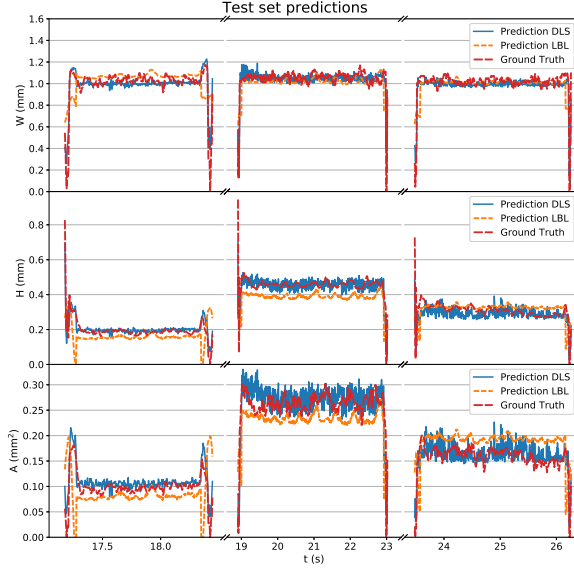 Test set predictions
1.6
1.4
1.2
1.0
0.8
0.6
0.4
0.2
0.0
W (mm)
Prediction DLS
Prediction LBL
Ground Truth
0.8
0.6
0.4
0.2
0.0
H (mm)
Prediction DLS
Prediction LBL
Ground Truth
0.30
0.25
0.20
0.15
0.10
0.05
0.00
A (mm²)
Prediction DLS
Prediction LBL
Ground Truth
17.5 18.0 19 20 21 22 23 24 25 26
t (s)